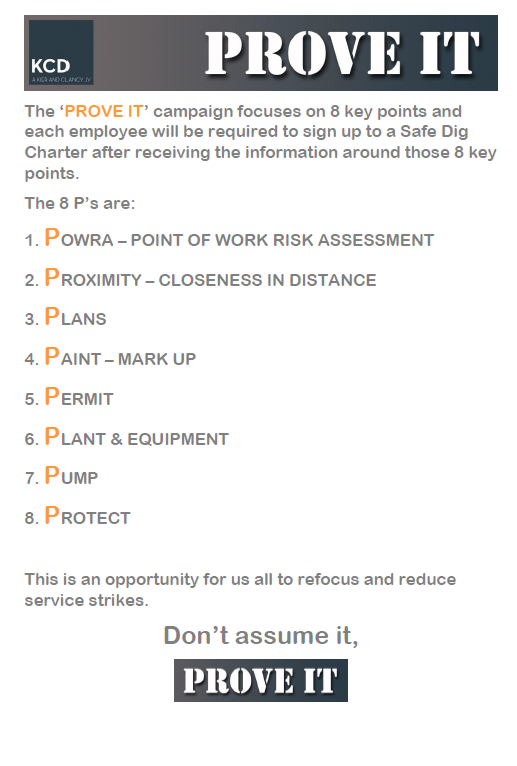 KCD
A KIER AND CLANCY JV
PROVE IT
The ‘PROVE IT’ campaign focuses on 8 key points and
each employee will be required to sign up to a Safe Dig
Charter after receiving the information around those 8 key
points.
The 8 P’s are:
1. POWRA – POINT OF WORK RISK ASSESSMENT
2. PROXIMITY – CLOSENESS IN DISTANCE
3. PLANS
4. PAINT – MARK UP
5. PERMIT
6. PLANT & EQUIPMENT
7. PUMP
8. PROTECT
This is an opportunity for us all to refocus and reduce
service strikes.
Don’t assume it,
PROVE IT